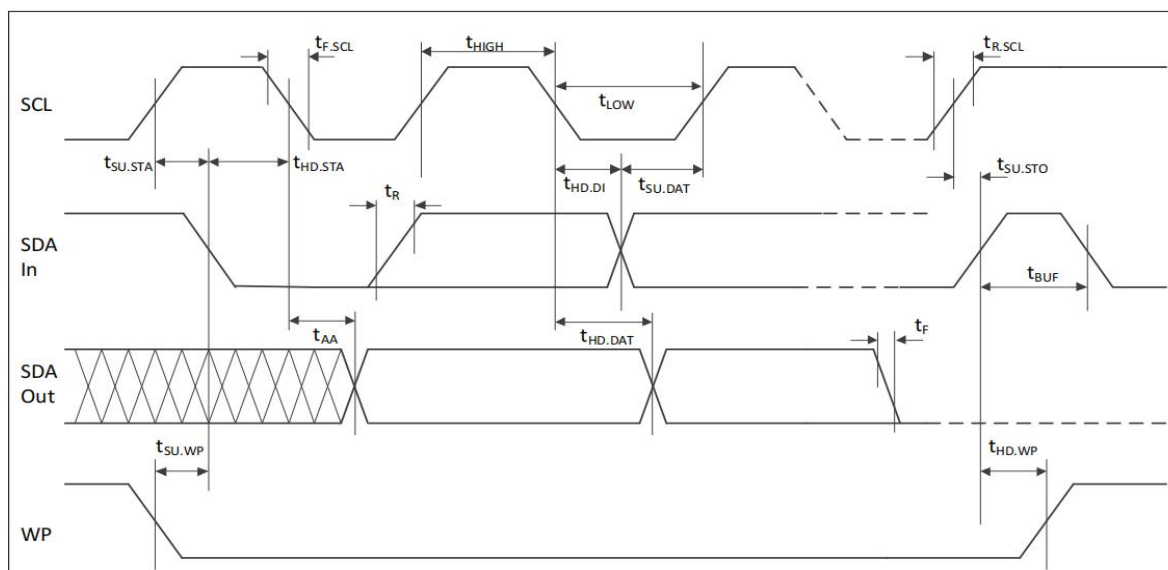 tF.SCL
tHIGH
tR.SCL
SCL
tLOW
tSU.STA
tHD.STA
tHD.DI
tSU.DAT
tSU.STO
tR
SDA
In
tBUF
tAA
tHD.DAT
tF
SDA
Out
tSU.WP
tHD.WP
WP